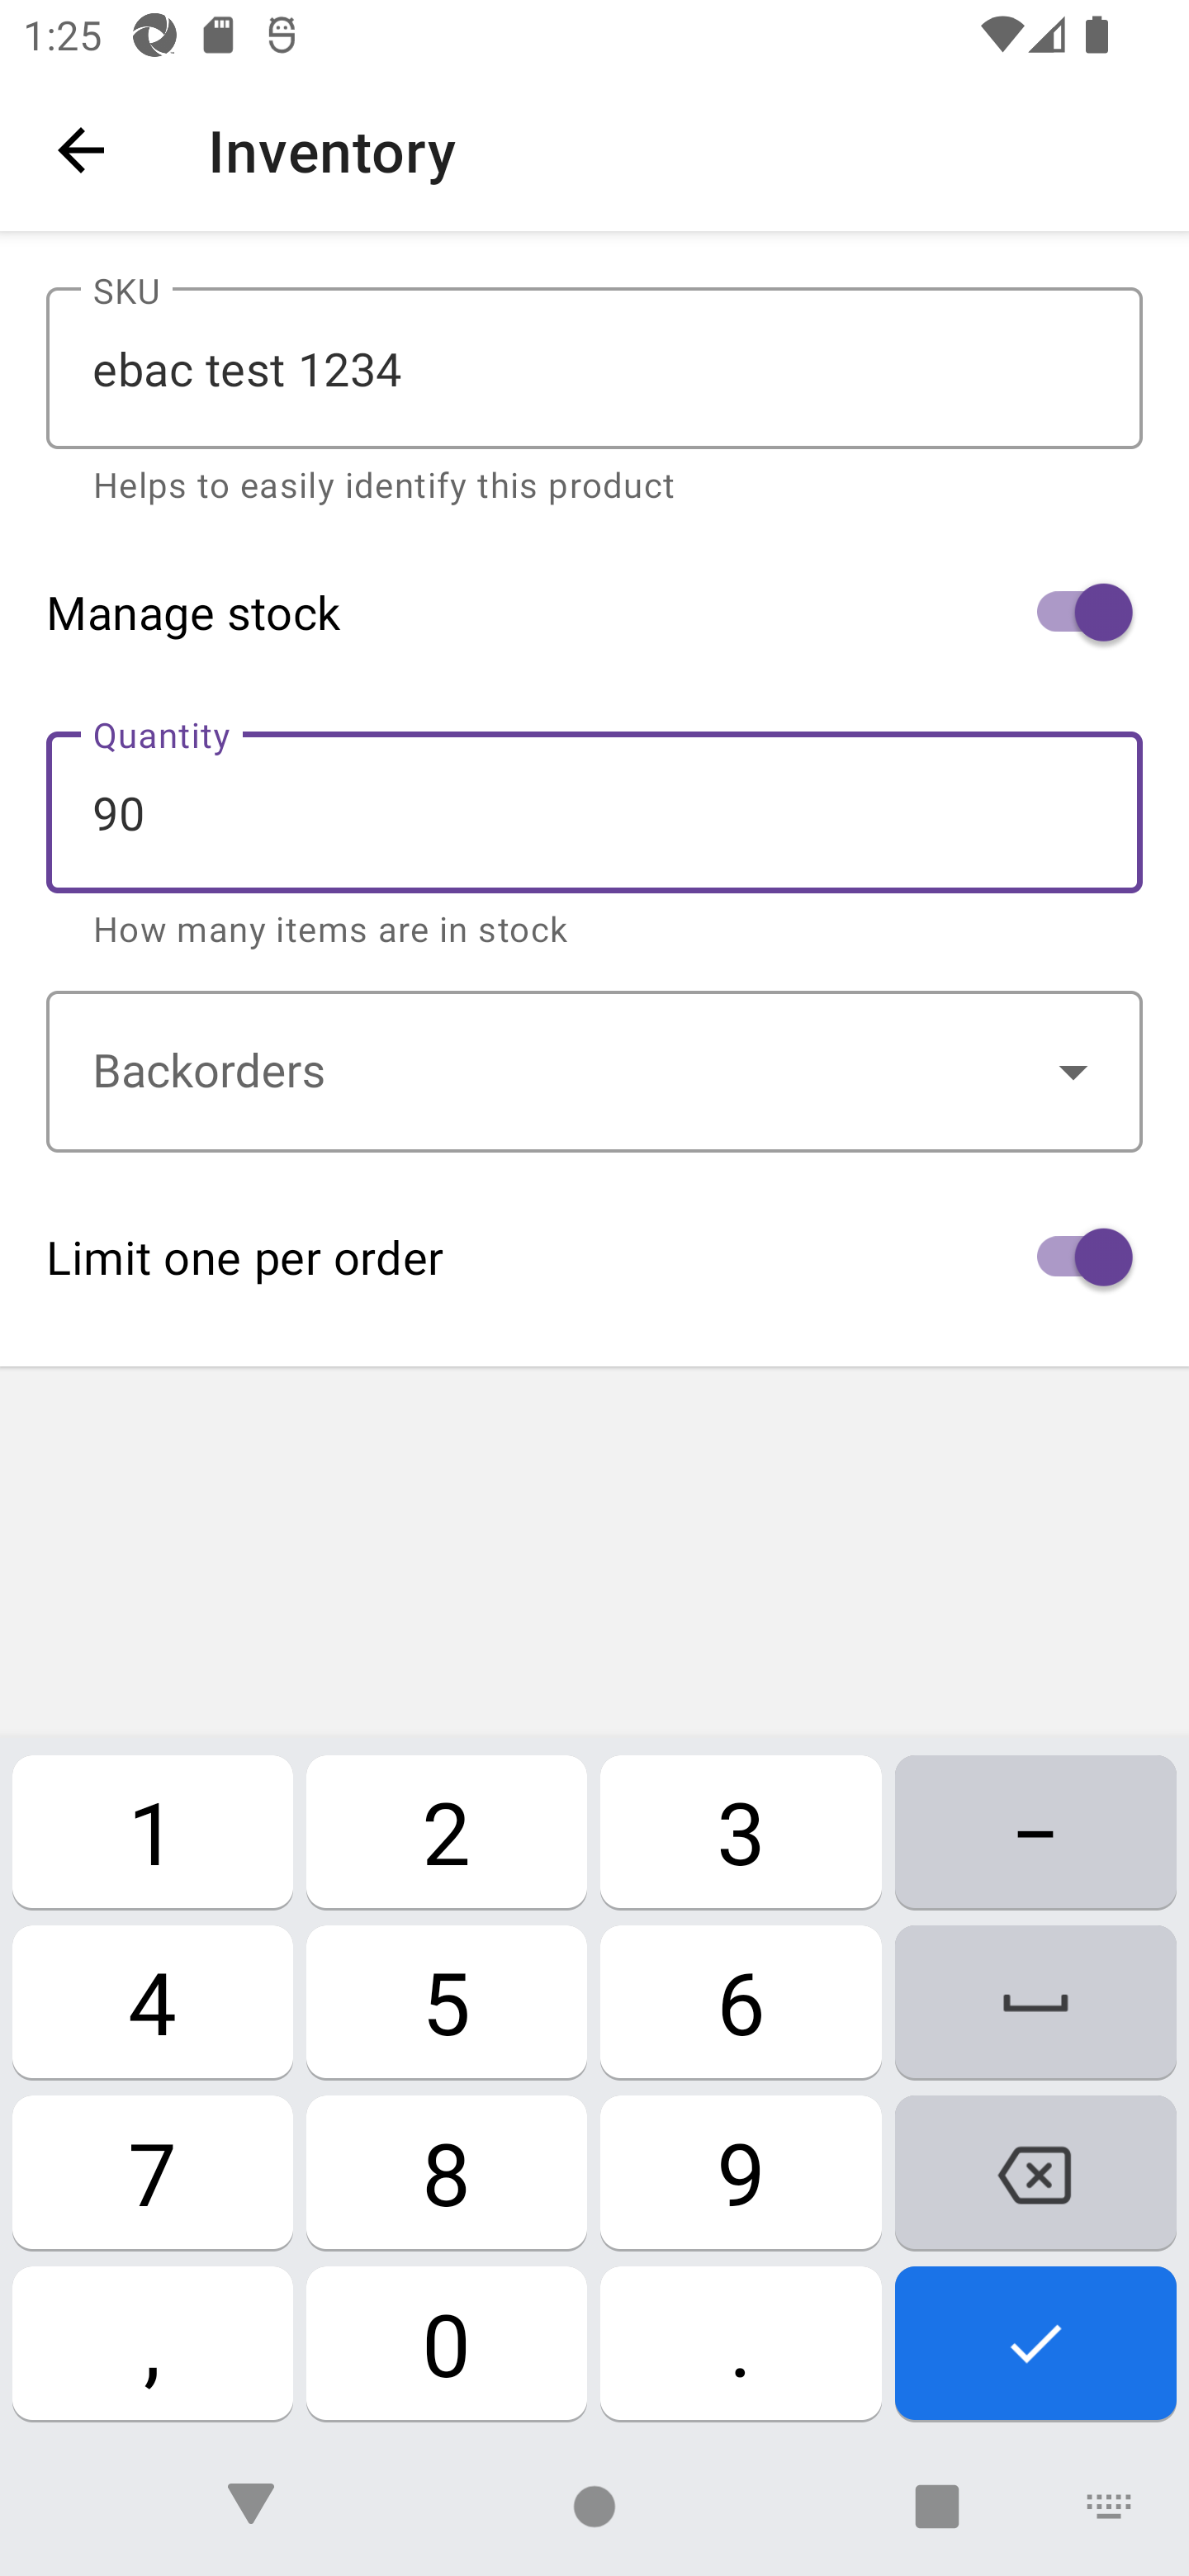 1:25
Inventory
SKU
ebac test 1234
Helps to easily identify this product
Manage stock
Quantity
90
How many items are in stock
Backorders
Limit one per order
1 2 3 –
4 5 6
7 8 9
, 0 .